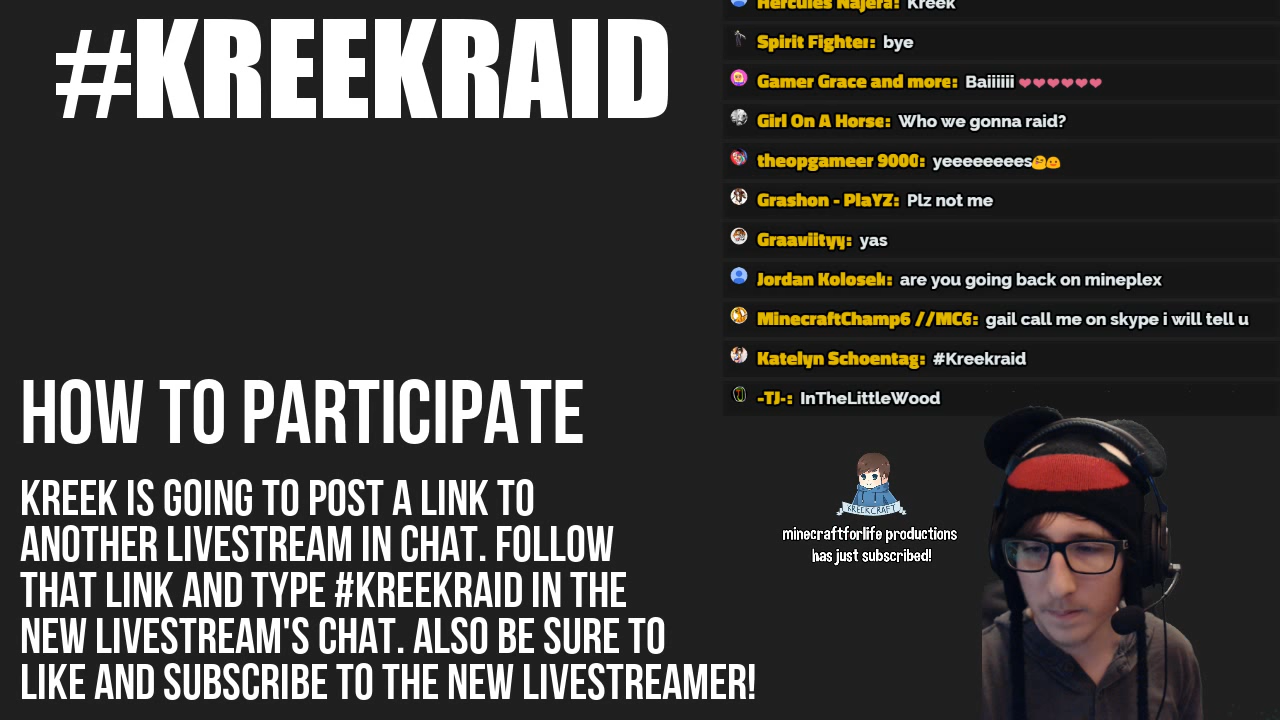 #KREEKRAID
Hercules Najera: Kreek
Spirit Fighter: bye
Gamer Grace and more: Baiiiiii ❤❤❤❤❤❤
Girl On A Horse: Who we gonna raid?
theopgameer 9000: yeeeeeeees
Grashon - PlaYZ: Plz not me
Graaviityy: yas
Jordan Kolosek: are you going back on mineplex
MinecraftChamp6 //MC6: gail call me on skype i will tell u
Katelyn Schoentag: #Kreekraid
-TJ-: InTheLittleWood
HOW TO PARTICIPATE
KREEK IS GOING TO POST A LINK TO
ANOTHER LIVESTREAM IN CHAT. FOLLOW
THAT LINK AND TYPE #KREEKRAID IN THE
NEW LIVESTREAM'S CHAT. ALSO BE SURE TO
LIKE AND SUBSCRIBE TO THE NEW LIVESTREAMER!
KREEKCRAFT
minecraftforlife productions
has just subscribed!